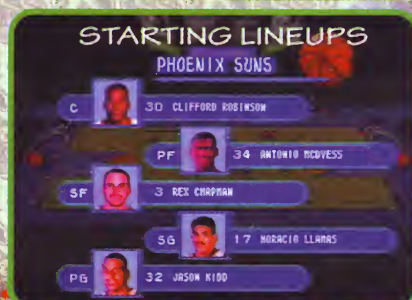 STARTING LINEUPS
PHOENIX SUNS
C 30 CLIFFORD ROBINSON
PF 34 ANTONIO MCDYESS
SF 3 REX CHAPMAN
SG 17 HORACIO LLAMAS
PG 32 JASON KIDD